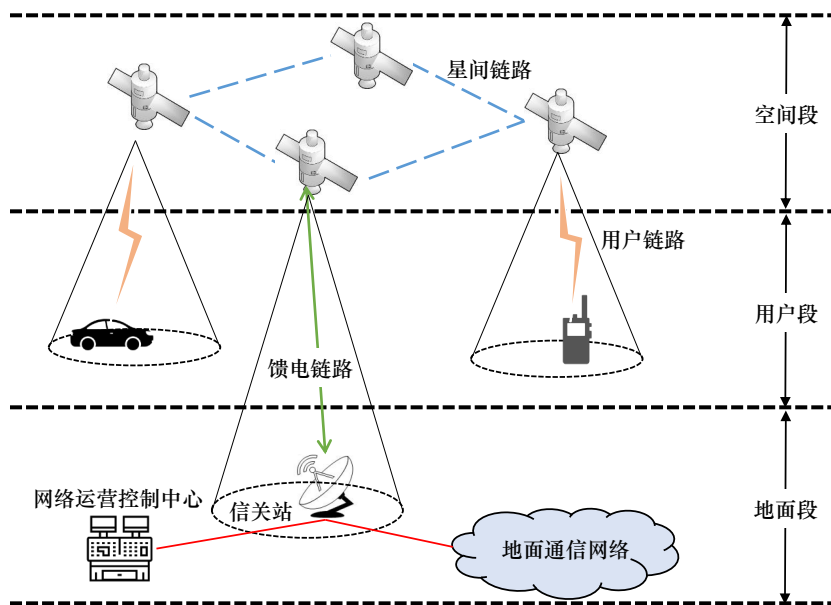 星间链路
空间段
用户链路
用户段
馈电链路
网络运营控制中心
信关站
地面段
地面通信网络